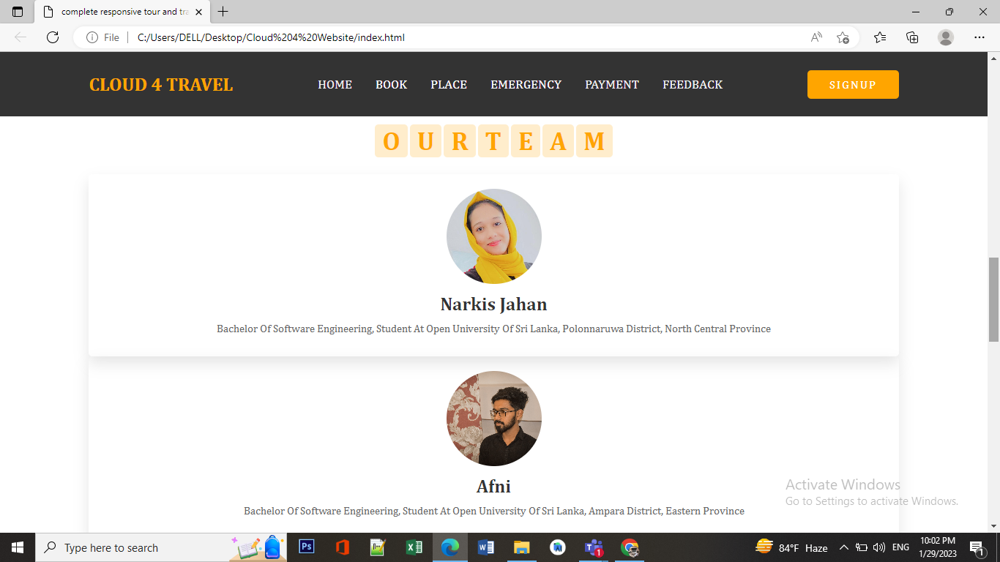 complete responsive tour and tra
File
C:/Users/DELL/Desktop/Cloud%204%20Website/index.html
CLOUD 4 TRAVEL
HOME
BOOK
PLACE
EMERGENCY
PAYMENT
FEEDBACK
SIGNUP
O U R T E A M
Narkis Jahan
Bachelor Of Software Engineering, Student At Open University Of Sri Lanka, Polonnaruwa District, North Central Province
Afni
Bachelor Of Software Engineering, Student At Open University Of Sri Lanka, Ampara District, Eastern Province
Activate Windows
Go to Settings to activate Windows.
Type here to search
Ps
84°F Haze
ENG
10:02 PM
1/29/2023
1